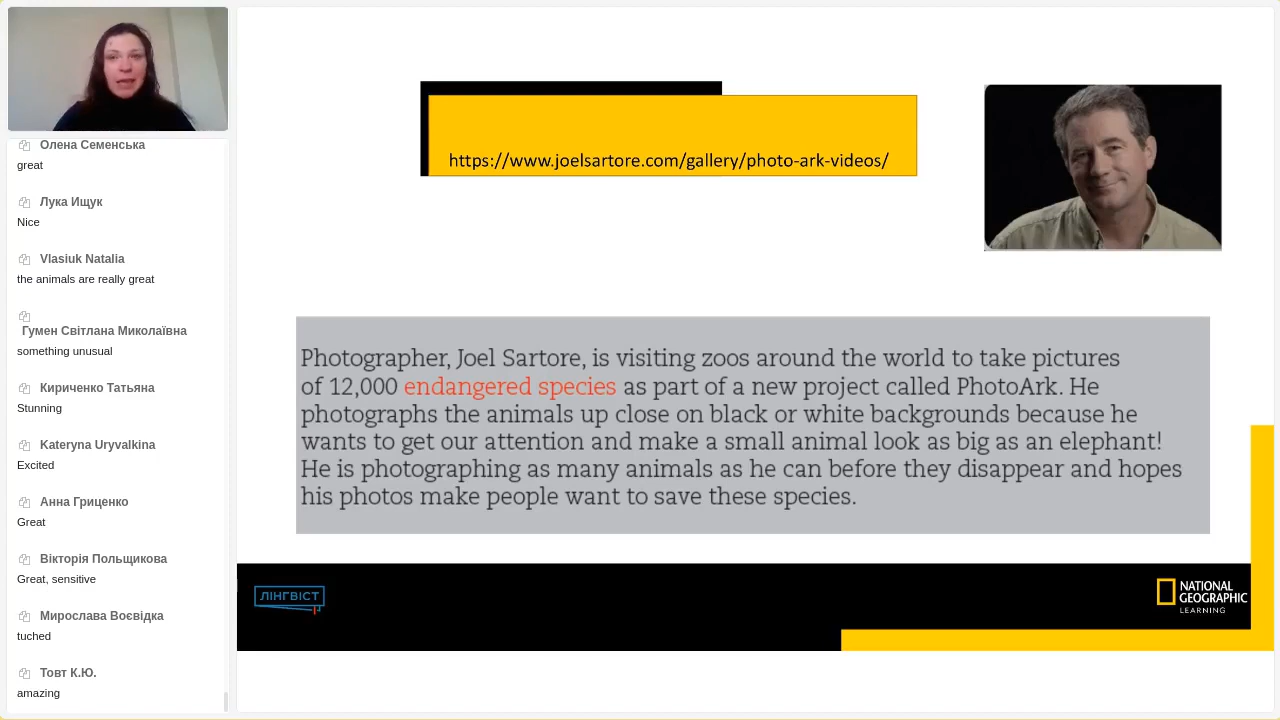 Олена Семенська
great
Лука Ищук
Nice
Vlasiuk Natalia
the animals are really great
Гумен Світлана Миколаївна
something unusual
Кириченко Татьяна
Stunning
Kateryna Uryvalkina
Excited
Анна Гриценко
Great
Вікторія Польщикова
Great, sensitive
Мирослава Воєвідка
tuched
Товт К.Ю.
amazing
https://www.joelsartore.com/gallery/photo-ark-videos/
Photographer, Joel Sartore, is visiting zoos around the world to take pictures
of 12,000 endangered species as part of a new project called PhotoArk. He
photographs the animals up close on black or white backgrounds because he
wants to get our attention and make a small animal look as big as an elephant!
He is photographing as many animals as he can before they disappear and hopes
his photos make people want to save these species.
ЛІНГВІСТ
NATIONAL
GEOGRAPHIC
LEARNING